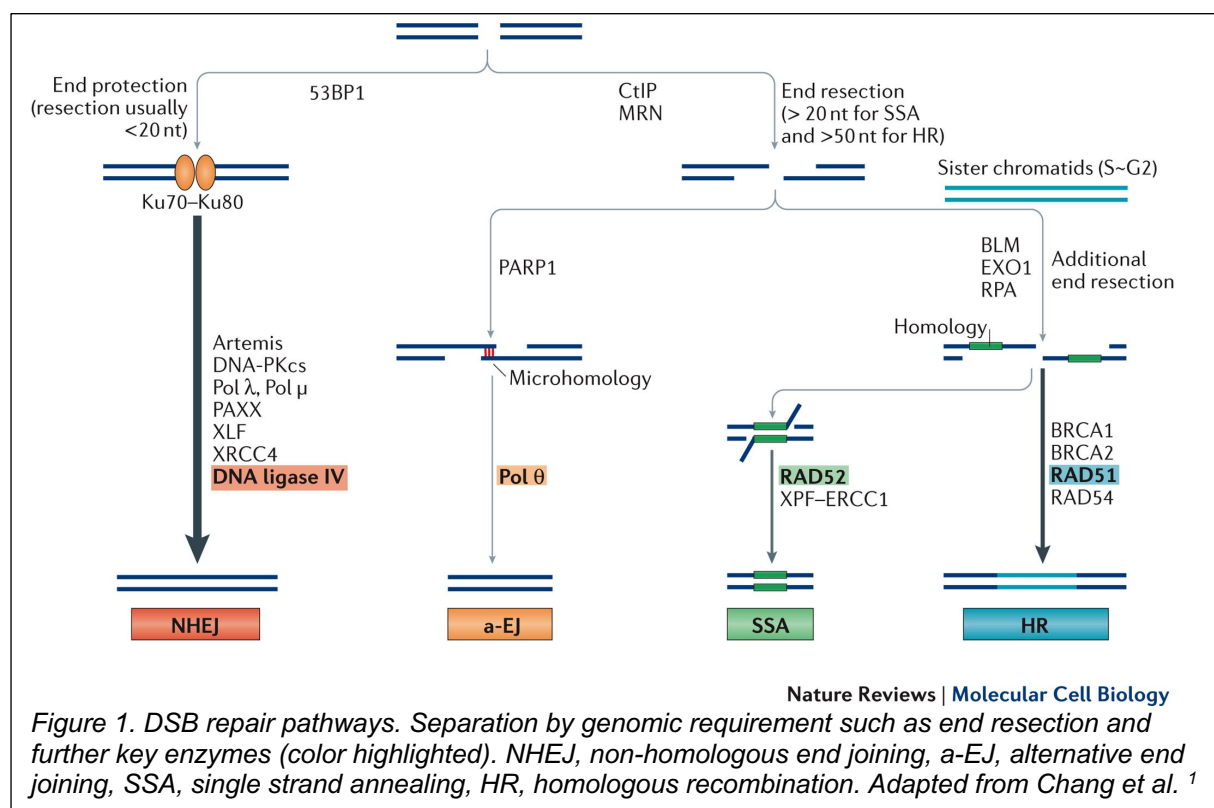 End protection
(resection usually
<20 nt)
53BP1
CtIP
MRN
End resection
(> 20 nt for SSA
and >50 nt for HR)
Ku70–Ku80
Sister chromatids (S~G2)
PARP1
BLM
EXO1
RPA
Additional
end resection
Homology
Microhomology
Artemis
DNA-PKcs
Pol λ, Pol μ
PAXX
XLF
XRCC4
DNA ligase IV
Pol θ
RAD52
XPF–ERCC1
BRCA1
BRCA2
RAD51
RAD54
NHEJ
a-EJ
SSA
HR
Nature Reviews | Molecular Cell Biology
Figure 1. DSB repair pathways. Separation by genomic requirement such as end resection and
further key enzymes (color highlighted). NHEJ, non-homologous end joining, a-EJ, alternative end
joining, SSA, single strand annealing, HR, homologous recombination. Adapted from Chang et al. 1